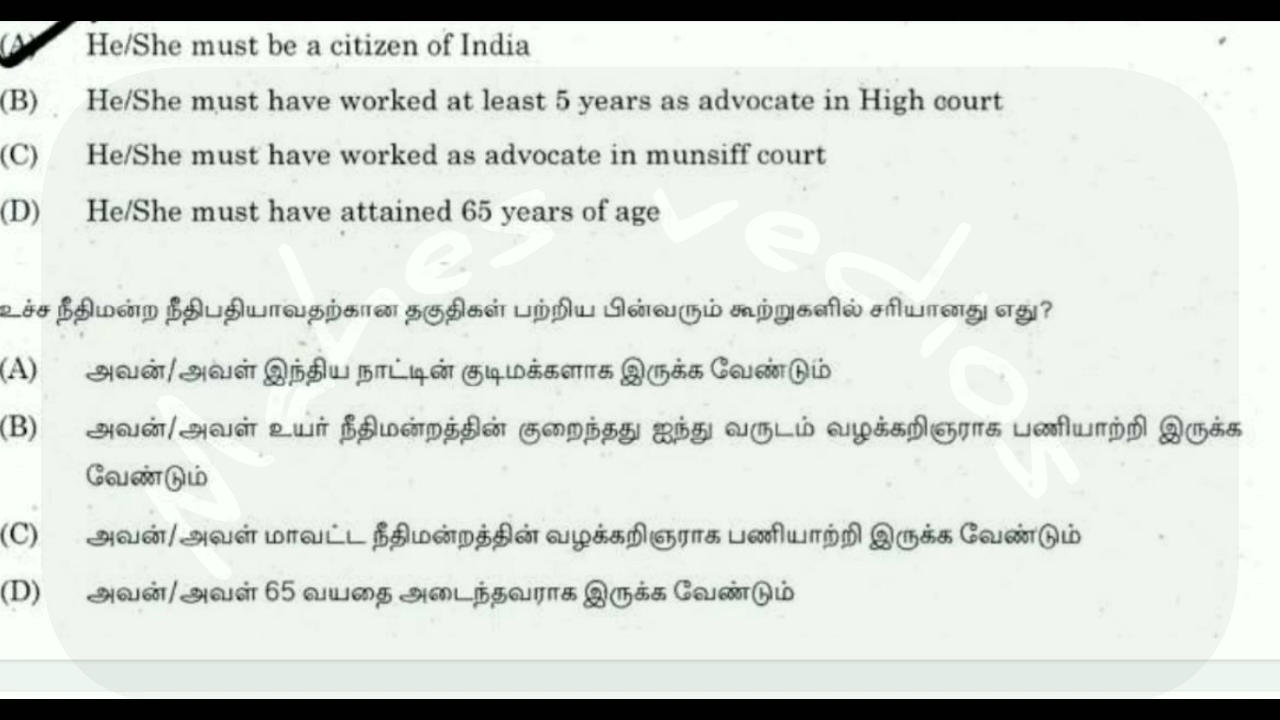 (A) He/She must be a citizen of India
(B) He/She must have worked at least 5 years as advocate in High court
(C) He/She must have worked as advocate in munsiff court
(D) He/She must have attained 65 years of age
உச்ச நீதிமன்ற நீதிபதியாவதற்கான தகுதிகள் பற்றிய பின்வரும் கூற்றுகளில் சரியானது எது?
(A) அவன்/அவள் இந்திய நாட்டின் குடிமக்களாக இருக்க வேண்டும்
(B) அவன்/அவள் உயர் நீதிமன்றத்தின் குறைந்தது ஐந்து வருடம் வழக்கறிஞராக பணியாற்றி இருக்க
வேண்டும்
(C) அவன்/அவள் மாவட்ட நீதிமன்றத்தின் வழக்கறிஞராக பணியாற்றி இருக்க வேண்டும்
(D) அவன்/அவள் 65 வயதை அடைந்தவராக இருக்க வேண்டும்